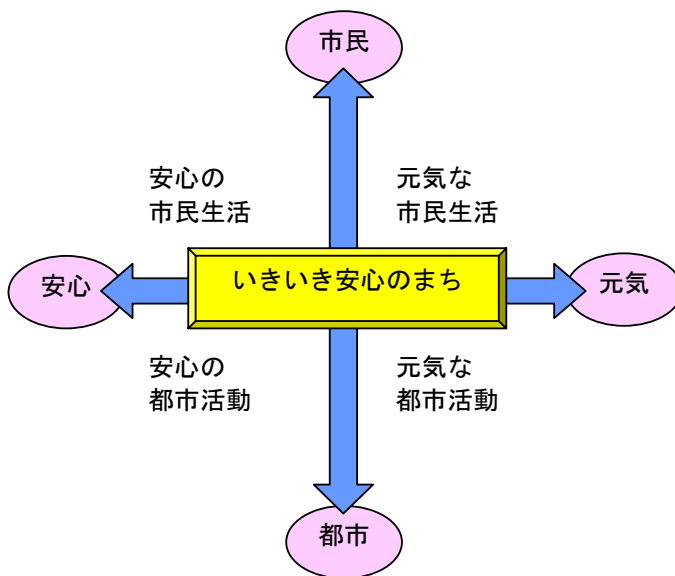 市民
安心の
市民生活
元気な
市民生活
安心
いきいき安心のまち
元気
安心の
都市活動
元気な
都市活動
都市